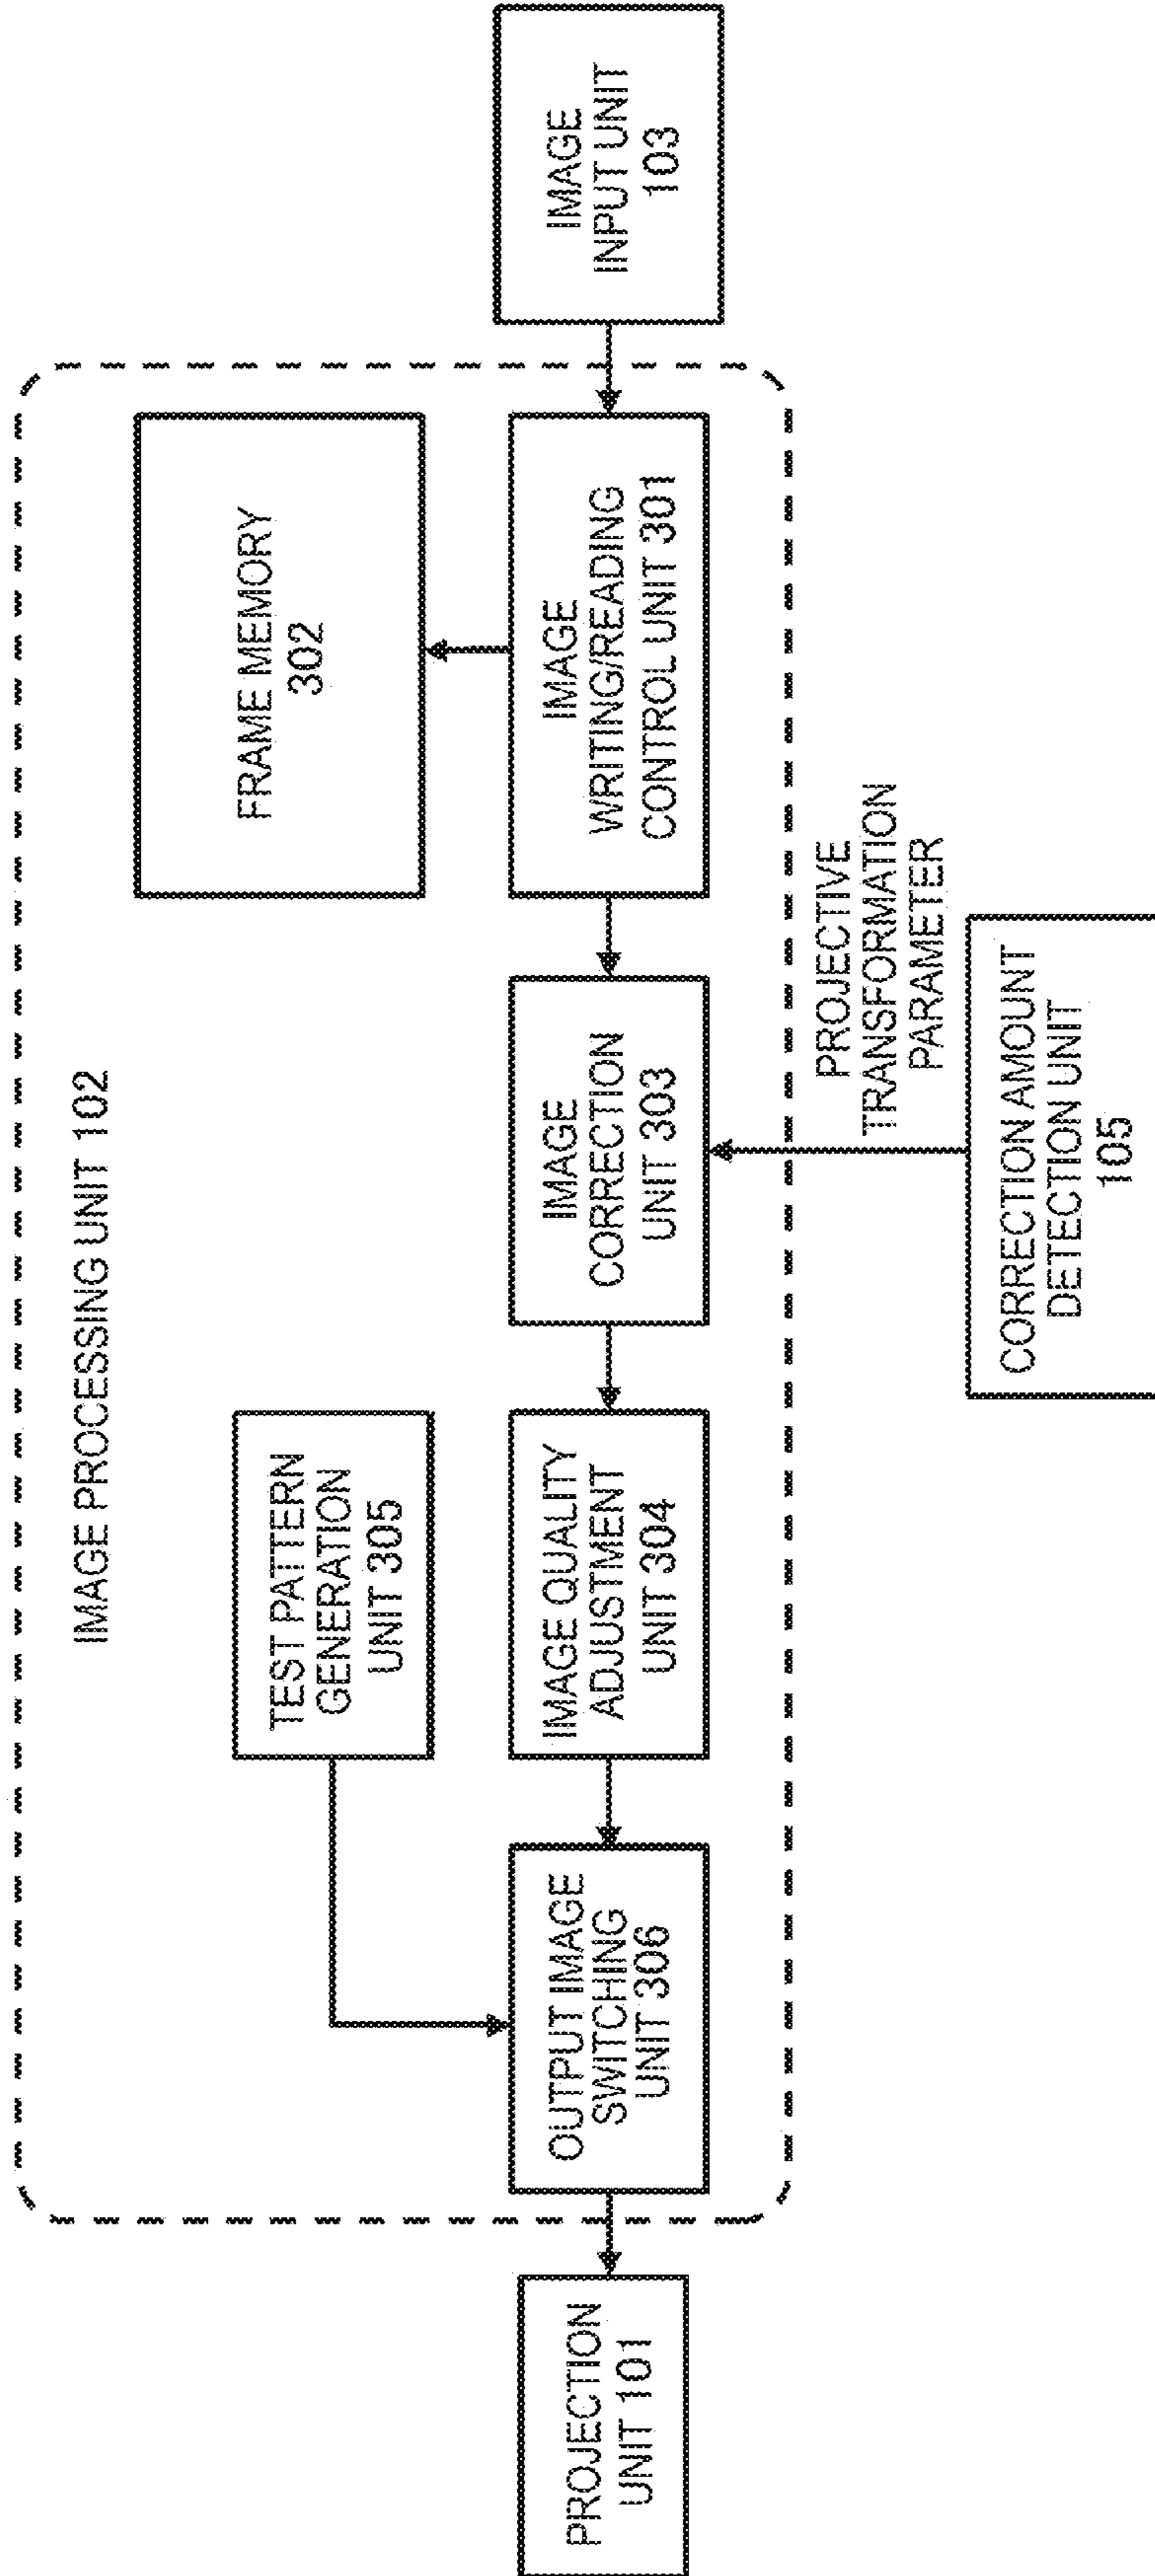 IMAGE PROCESSING UNIT 102
TEST PATTERN
GENERATION
UNIT 305
FRAME MEMORY
302
PROJECTION
UNIT 101
OUTPUT IMAGE
SWITCHING
UNIT 306
IMAGE QUALITY
ADJUSTMENT
UNIT 304
IMAGE
CORRECTION
UNIT 303
IMAGE
WRITING/READING
CONTROL UNIT 301
IMAGE
INPUT UNIT
103
PROJECTIVE
TRANSFORMATION
PARAMETER
CORRECTION AMOUNT
DETECTION UNIT
105